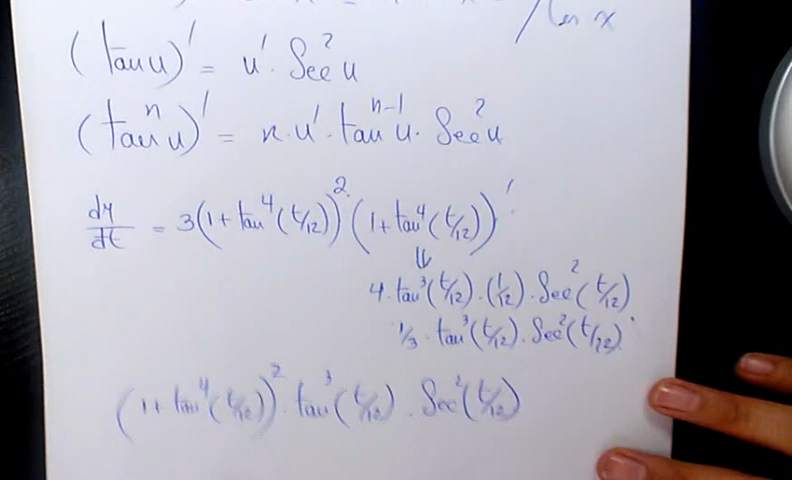 / ln x
(tan u)' = u' . Sec² u
(tanⁿ u)' = n . u' . tanⁿ⁻¹ u . Sec² u
dy/dt = 3(1 + tan⁴(t/12))² . (1 + tan⁴(t/12))'
⇓
4 . tan³(t/12) . (1/12) . Sec²(t/12)
1/3 . tan³(t/12) . Sec²(t/12)
(1 + tan⁴(t/12))² . tan³(t/12) . Sec²(t/12)